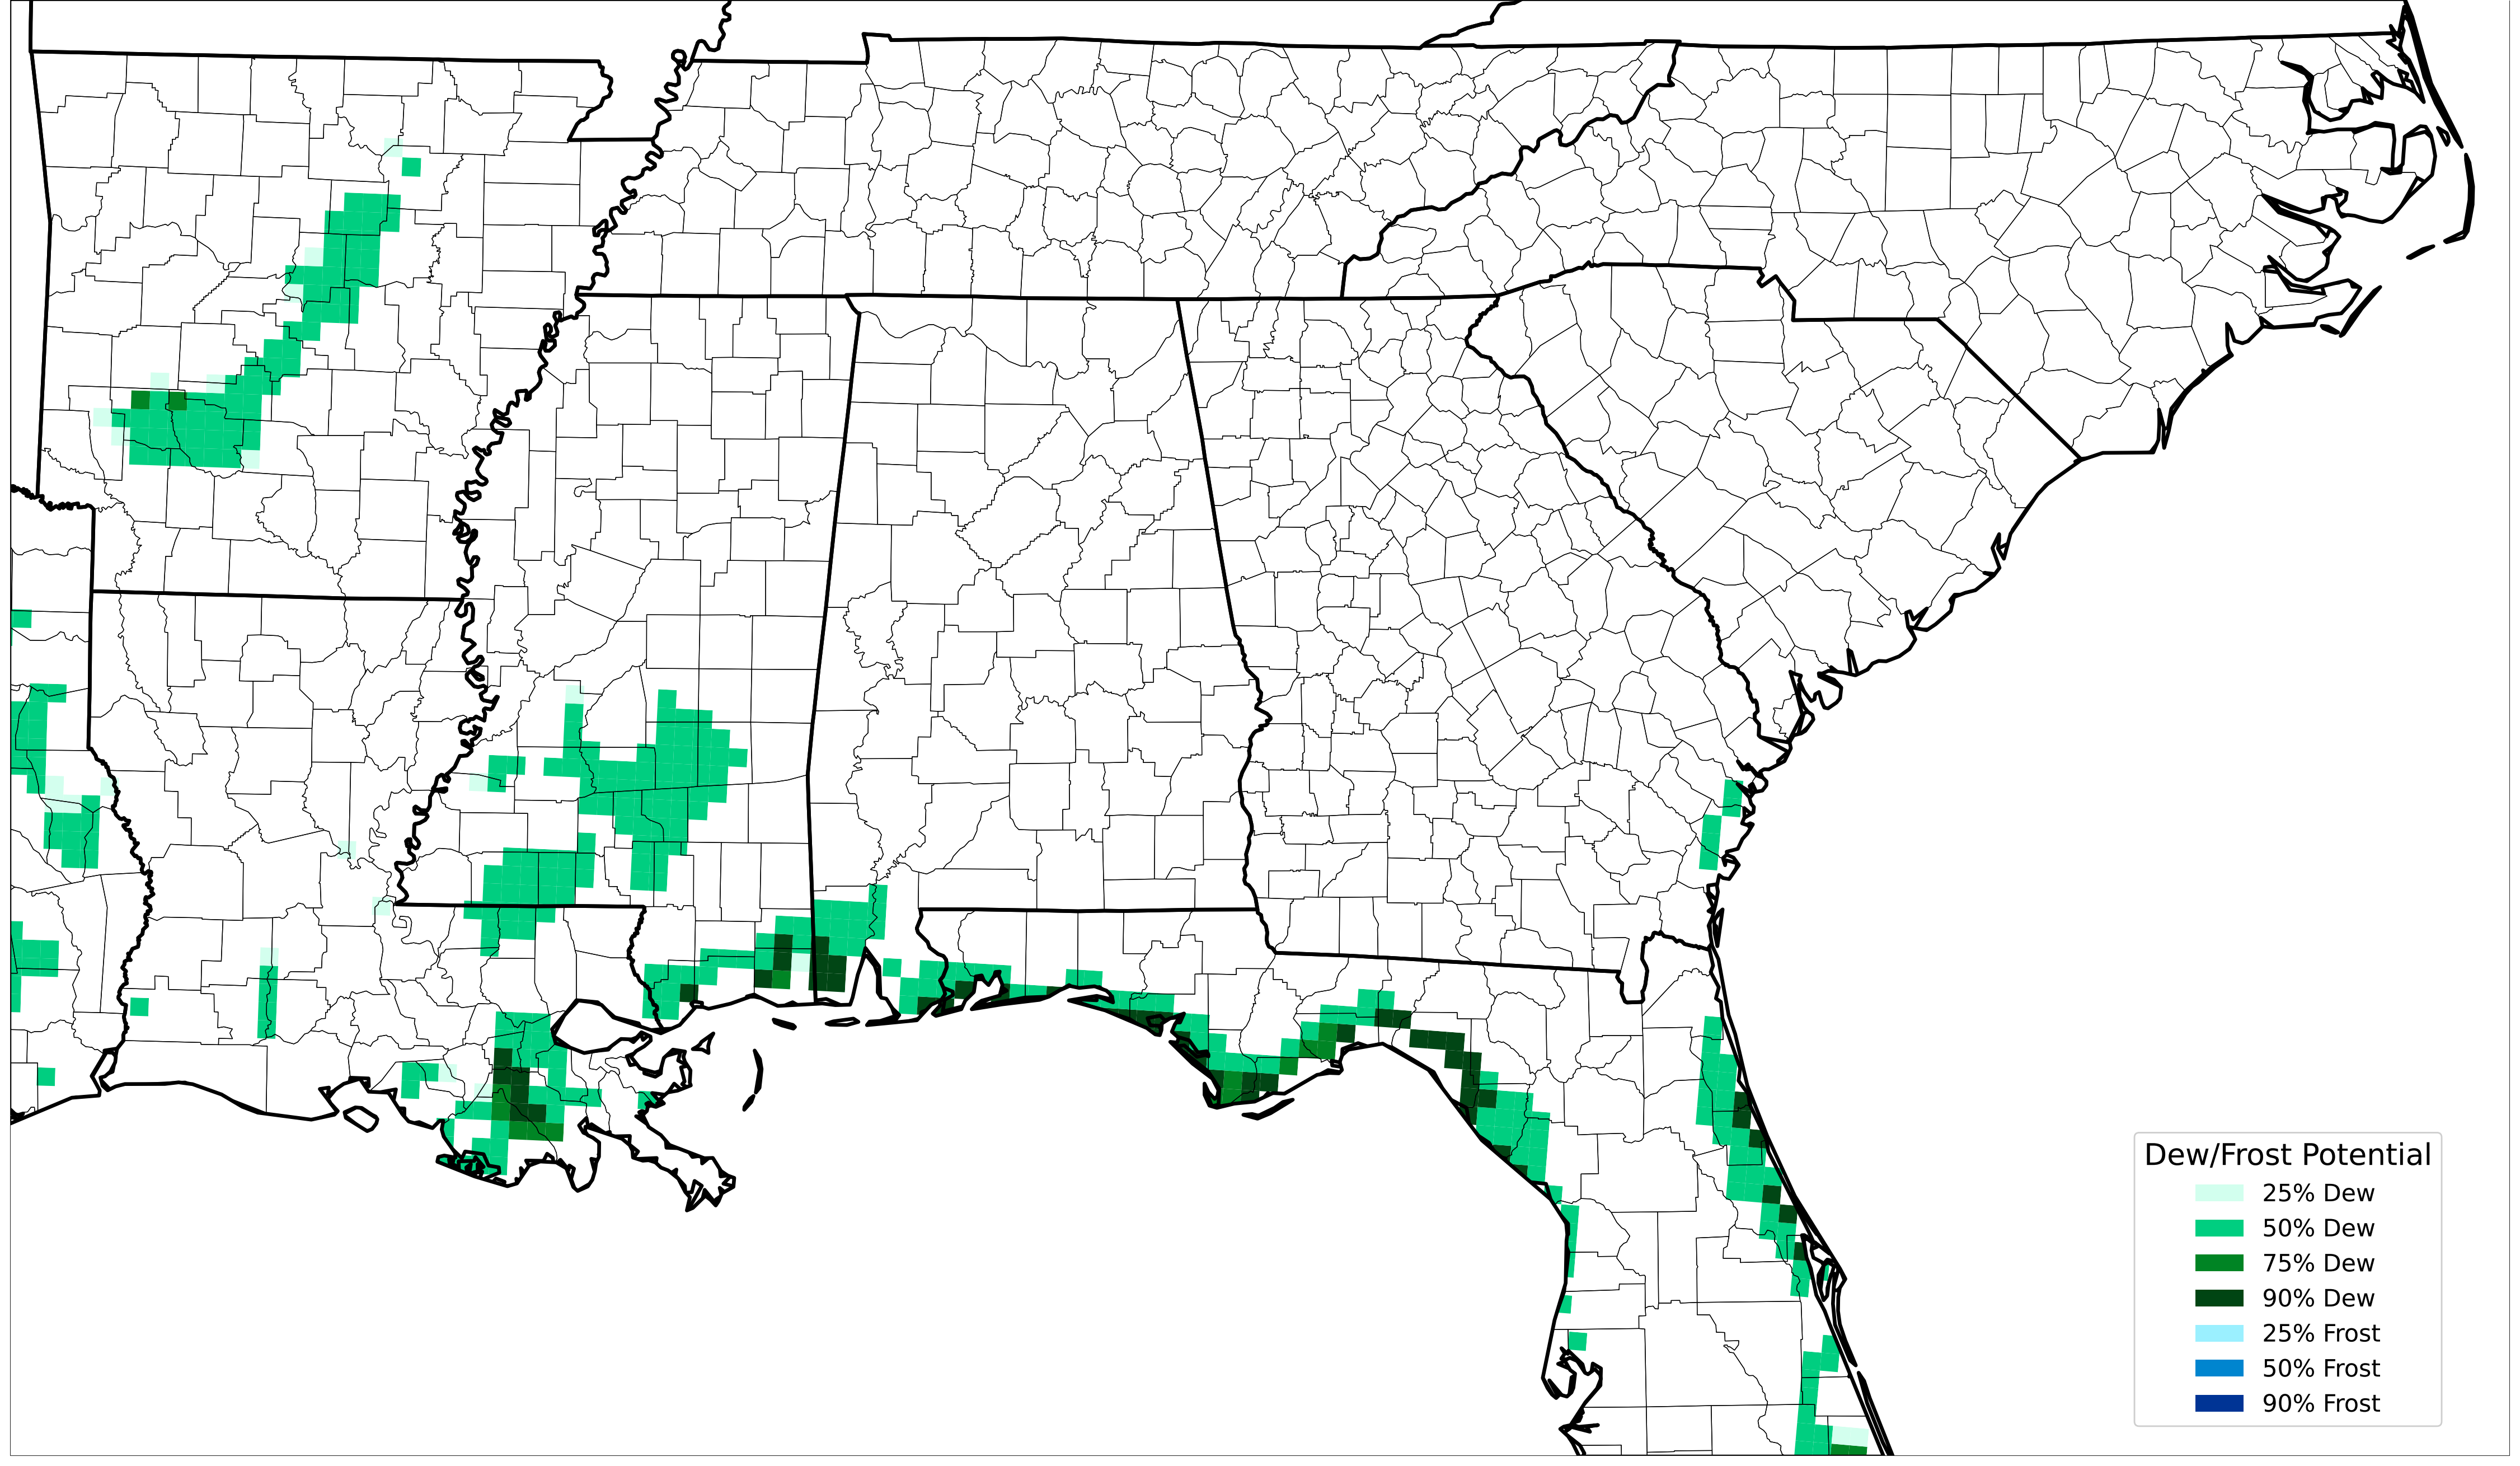 Dew/Frost Potential
25% Dew
50% Dew
75% Dew
90% Dew
25% Frost
50% Frost
90% Frost